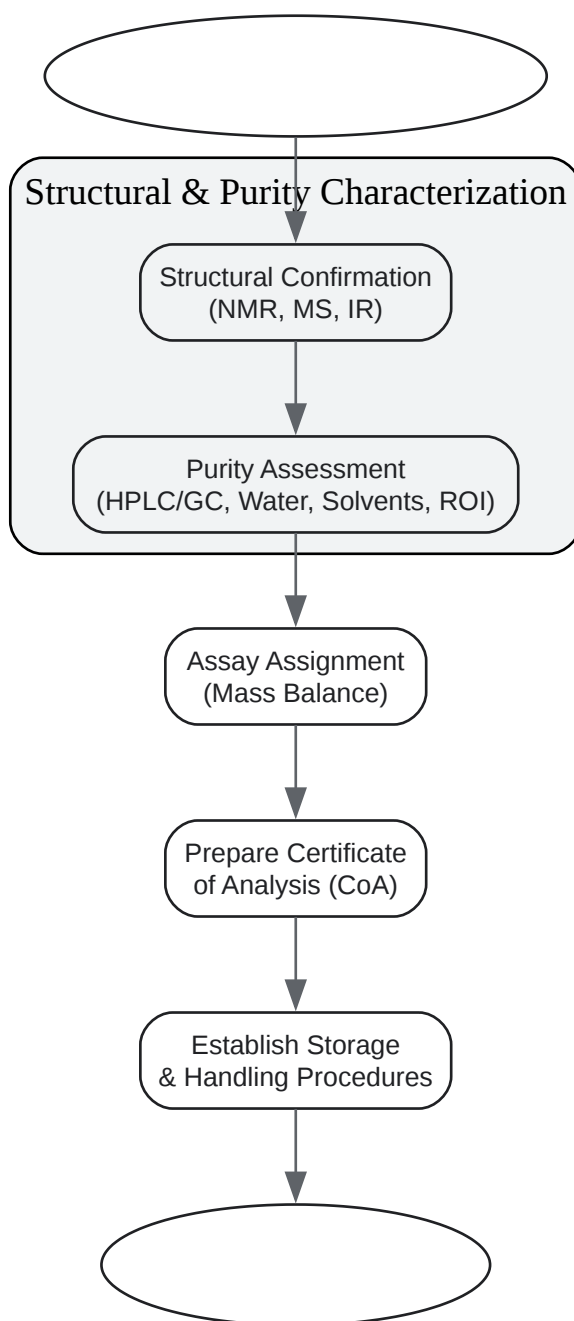 Structural & Purity Characterization
Structural Confirmation
(NMR, MS, IR)
Purity Assessment
(HPLC/GC, Water, Solvents, ROI)
Assay Assignment
(Mass Balance)
Prepare Certificate
of Analysis (CoA)
Establish Storage
& Handling Procedures